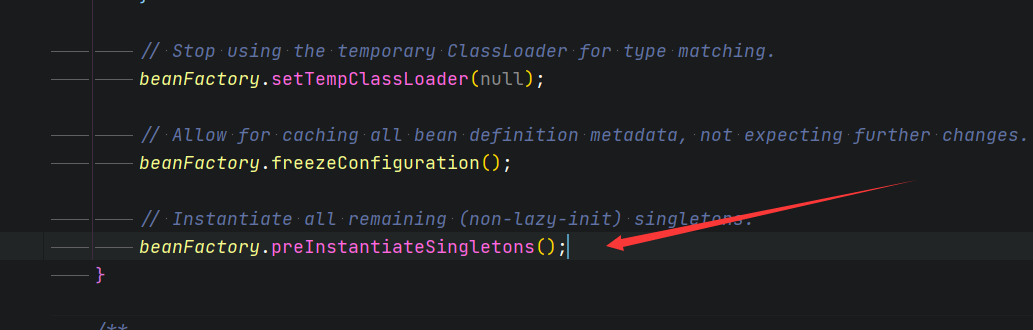 // Stop using the temporary ClassLoader for type matching.
beanFactory.setTempClassLoader(null);
// Allow for caching all bean definition metadata, not expecting further changes.
beanFactory.freezeConfiguration();
// Instantiate all remaining (non-lazy-init) singletons.
beanFactory.preInstantiateSingletons();
}
/**